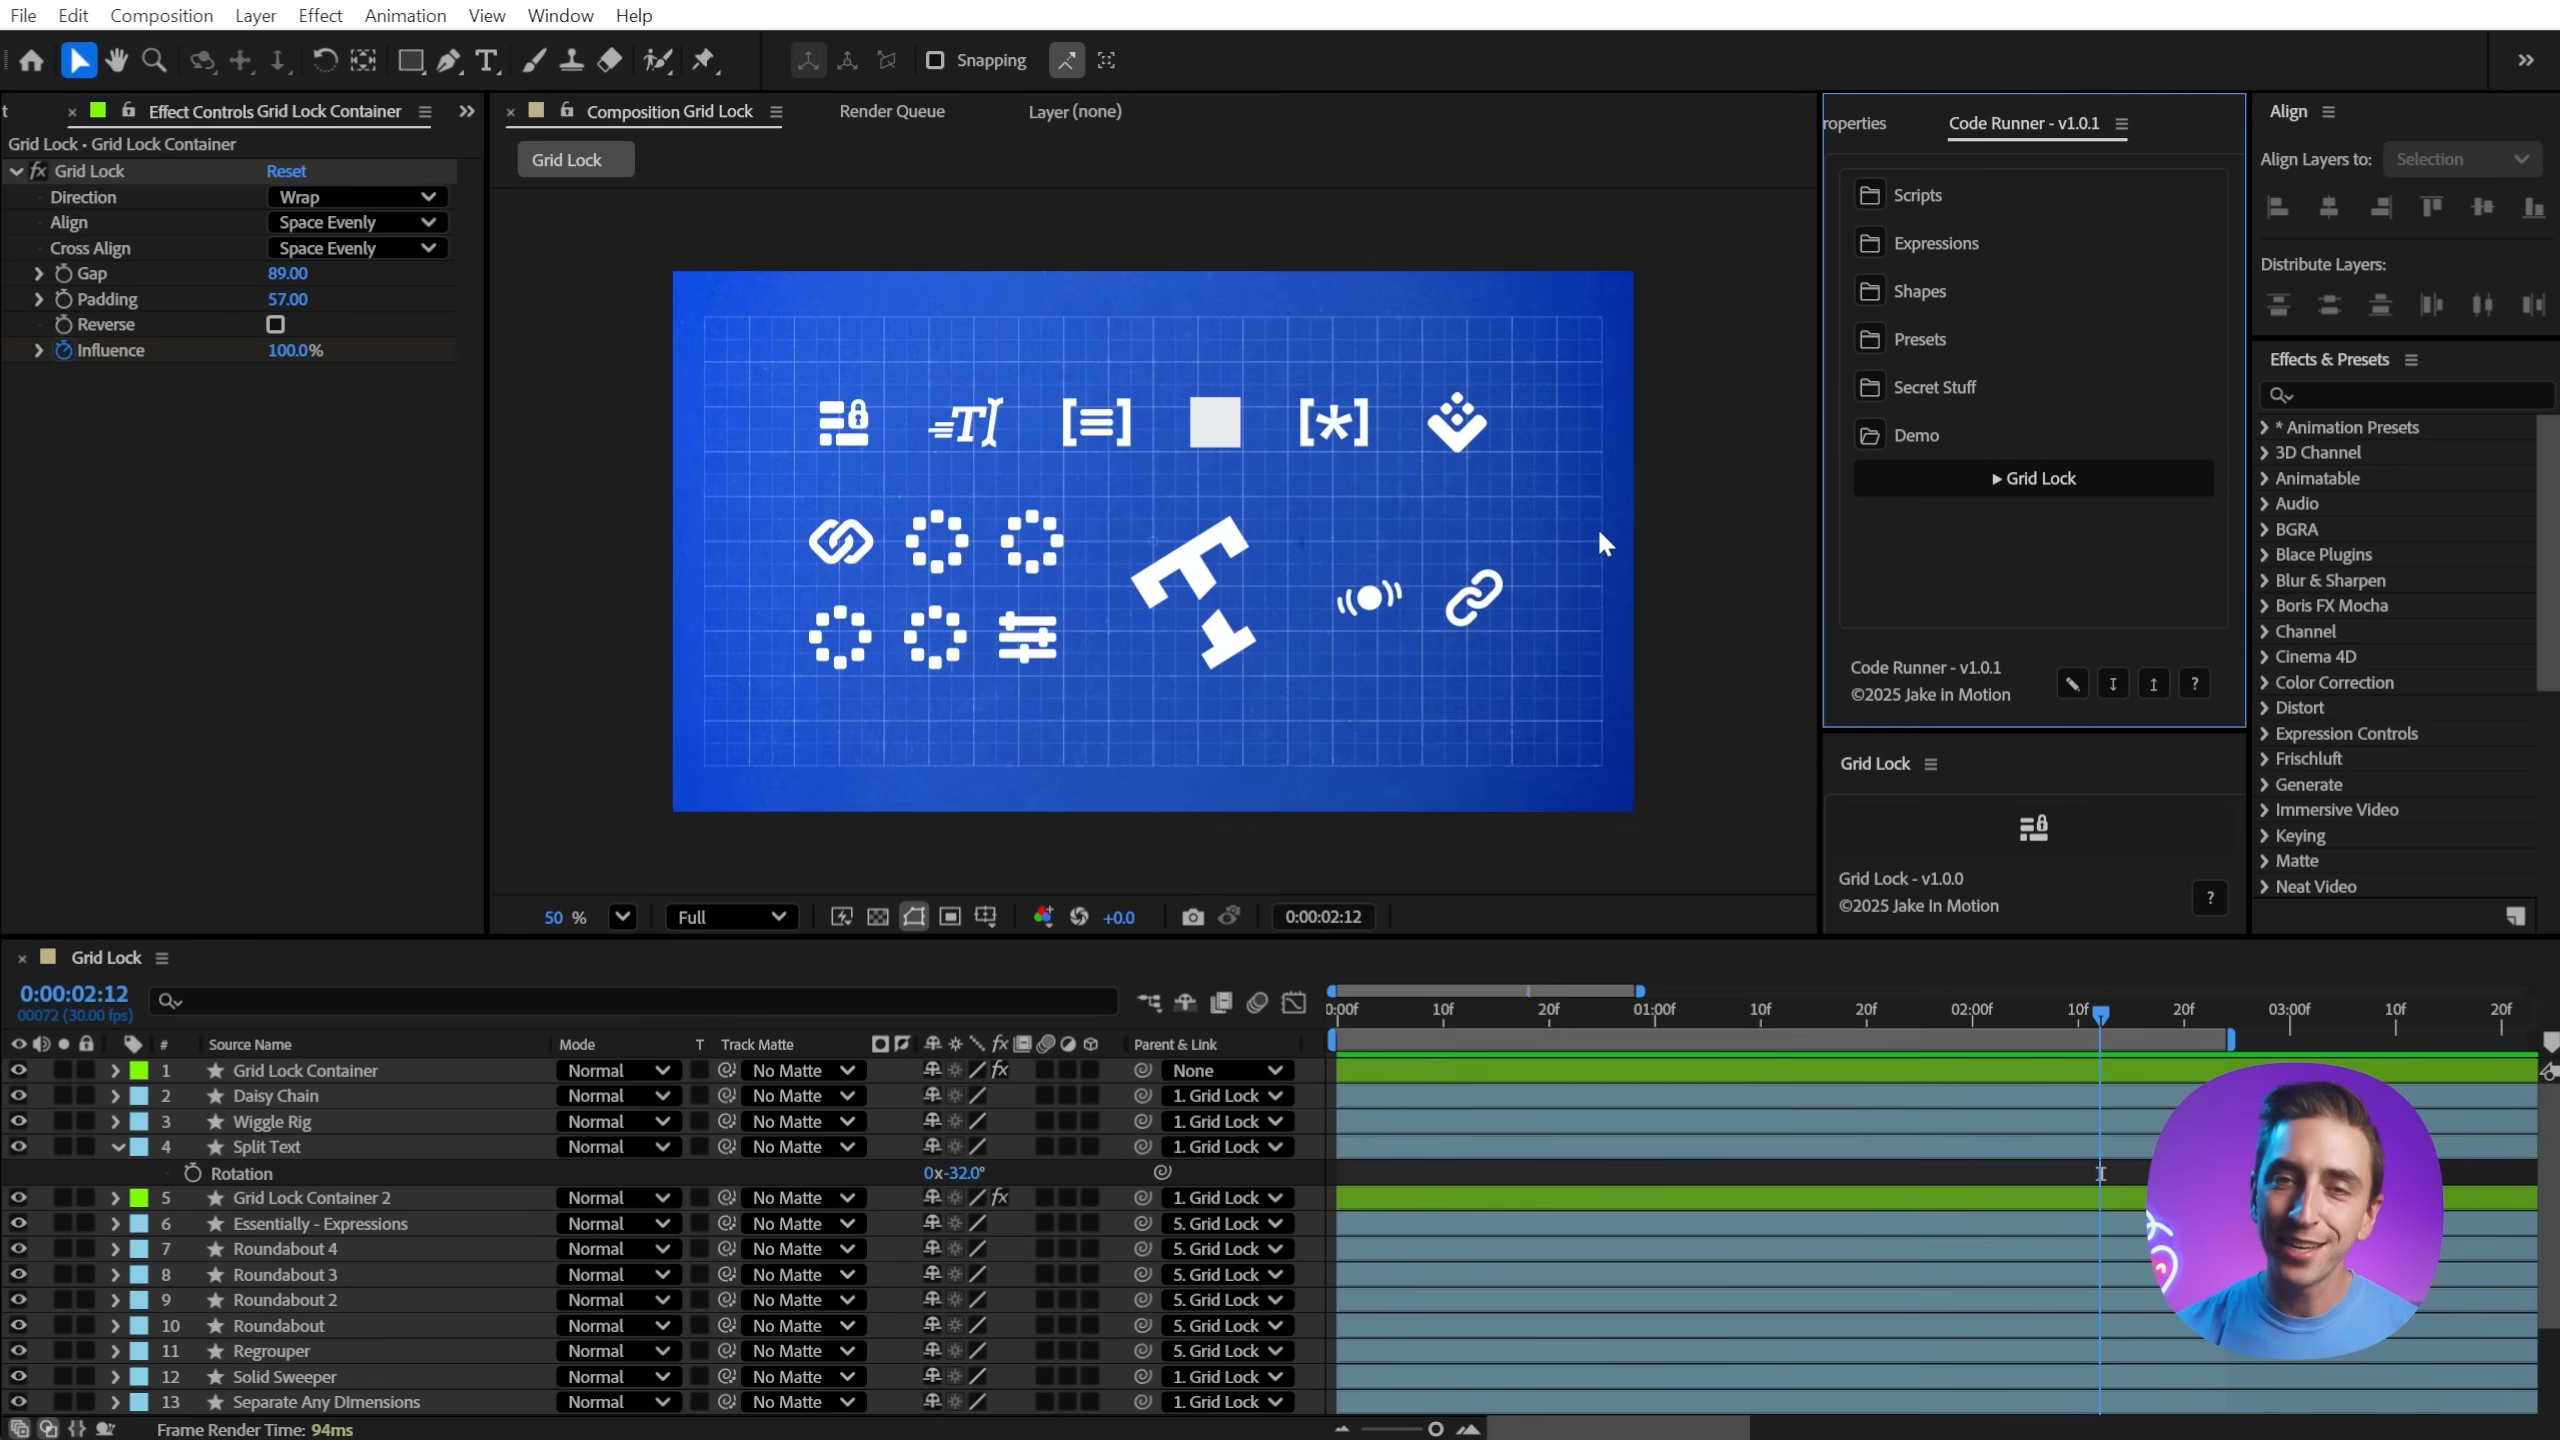 File Edit Composition Layer Effect Animation View Window Help
Snapping
t
Effect Controls Grid Lock Container
Grid Lock • Grid Lock Container
fx Grid Lock Reset
Direction Wrap
Align Space Evenly
Cross Align Space Evenly
Gap 89.00
Padding 57.00
Reverse
Influence 100.0%
Composition Grid Lock Render Queue Layer (none)
Grid Lock
50 % Full +0.0 0:00:02:12
roperties Code Runner - v1.0.1
Scripts
Expressions
Shapes
Presets
Secret Stuff
Demo
Grid Lock
Code Runner - v1.0.1
©2025 Jake in Motion
?
Grid Lock
Grid Lock - v1.0.0
©2025 Jake In Motion
?
Align
Align Layers to: Selection
Distribute Layers:
Effects & Presets
* Animation Presets
3D Channel
Animatable
Audio
BGRA
Blace Plugins
Blur & Sharpen
Boris FX Mocha
Channel
Cinema 4D
Color Correction
Distort
Expression Controls
Frischluft
Generate
Immersive Video
Keying
Matte
Neat Video
Grid Lock
0:00:02:12
00072 (30.00 fps)
0:00f 10f 20f 01:00f 10f 20f 02:00f 10f 20f 03:00f 10f 20f
# Source Name Mode T Track Matte fx Parent & Link
1 Grid Lock Container Normal No Matte fx None
2 Daisy Chain Normal No Matte 1. Grid Lock
3 Wiggle Rig Normal No Matte 1. Grid Lock
4 Split Text Normal No Matte 1. Grid Lock
Rotation 0x-32.0°
5 Grid Lock Container 2 Normal No Matte fx 1. Grid Lock
6 Essentially - Expressions Normal No Matte 5. Grid Lock
7 Roundabout 4 Normal No Matte 5. Grid Lock
8 Roundabout 3 Normal No Matte 5. Grid Lock
9 Roundabout 2 Normal No Matte 5. Grid Lock
10 Roundabout Normal No Matte 5. Grid Lock
11 Regrouper Normal No Matte 5. Grid Lock
12 Solid Sweeper Normal No Matte 1. Grid Lock
13 Separate Any DImensions Normal No Matte 1. Grid Lock
Frame Render Time: 94ms